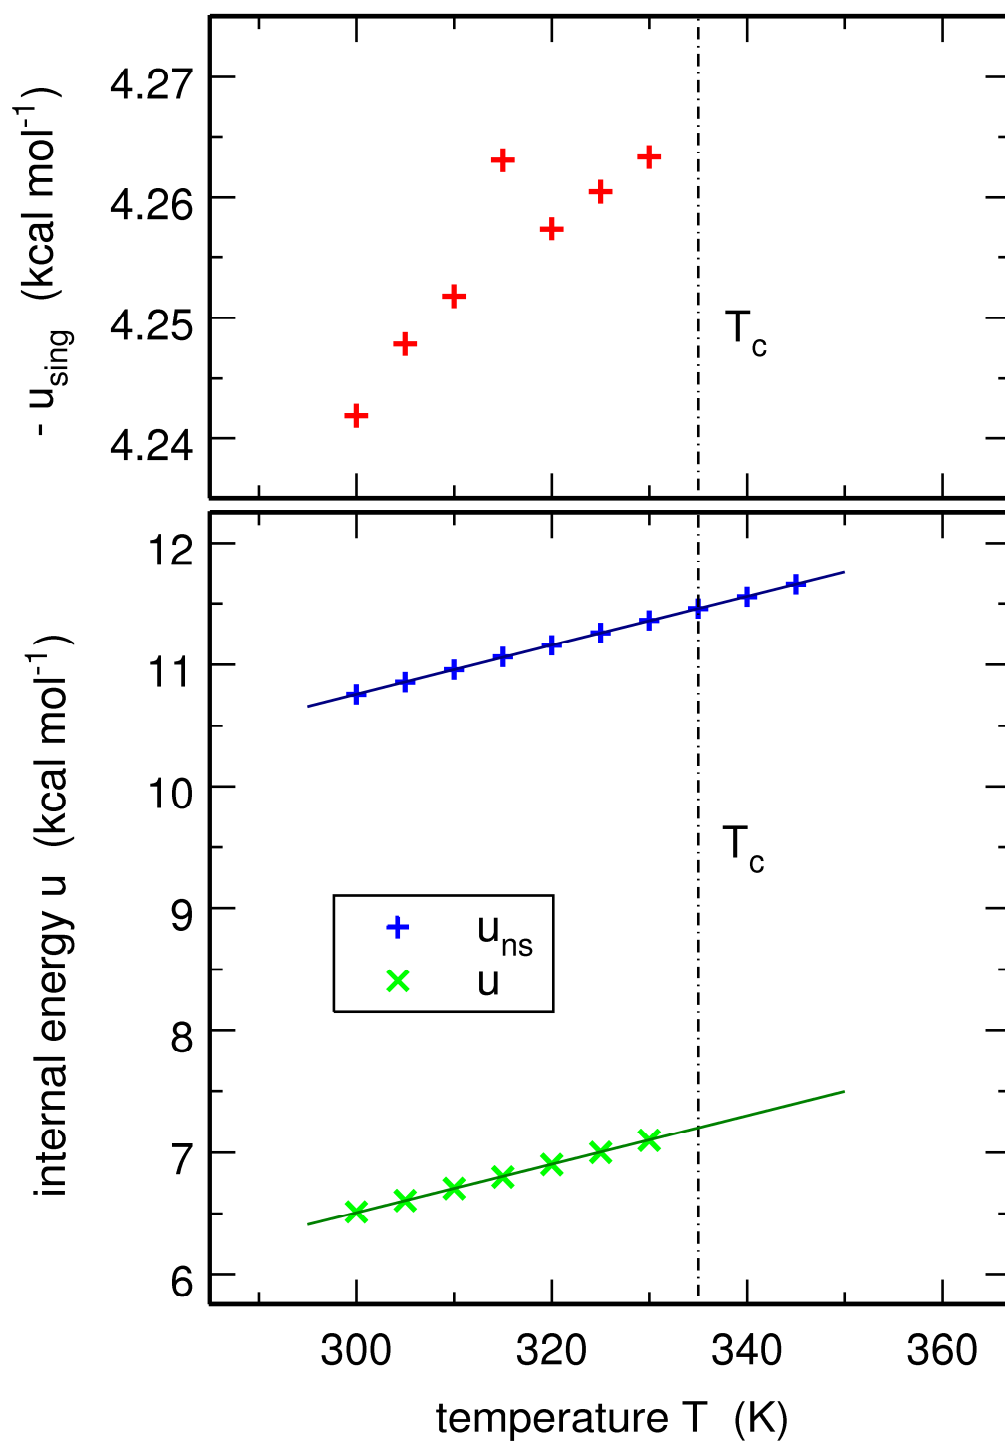 - u_sing (kcal mol^-1)
4.27
4.26
4.25
4.24
T_c
internal energy u (kcal mol^-1)
12
11
10
9
8
7
6
T_c
u_ns
u
300 320 340 360
temperature T (K)